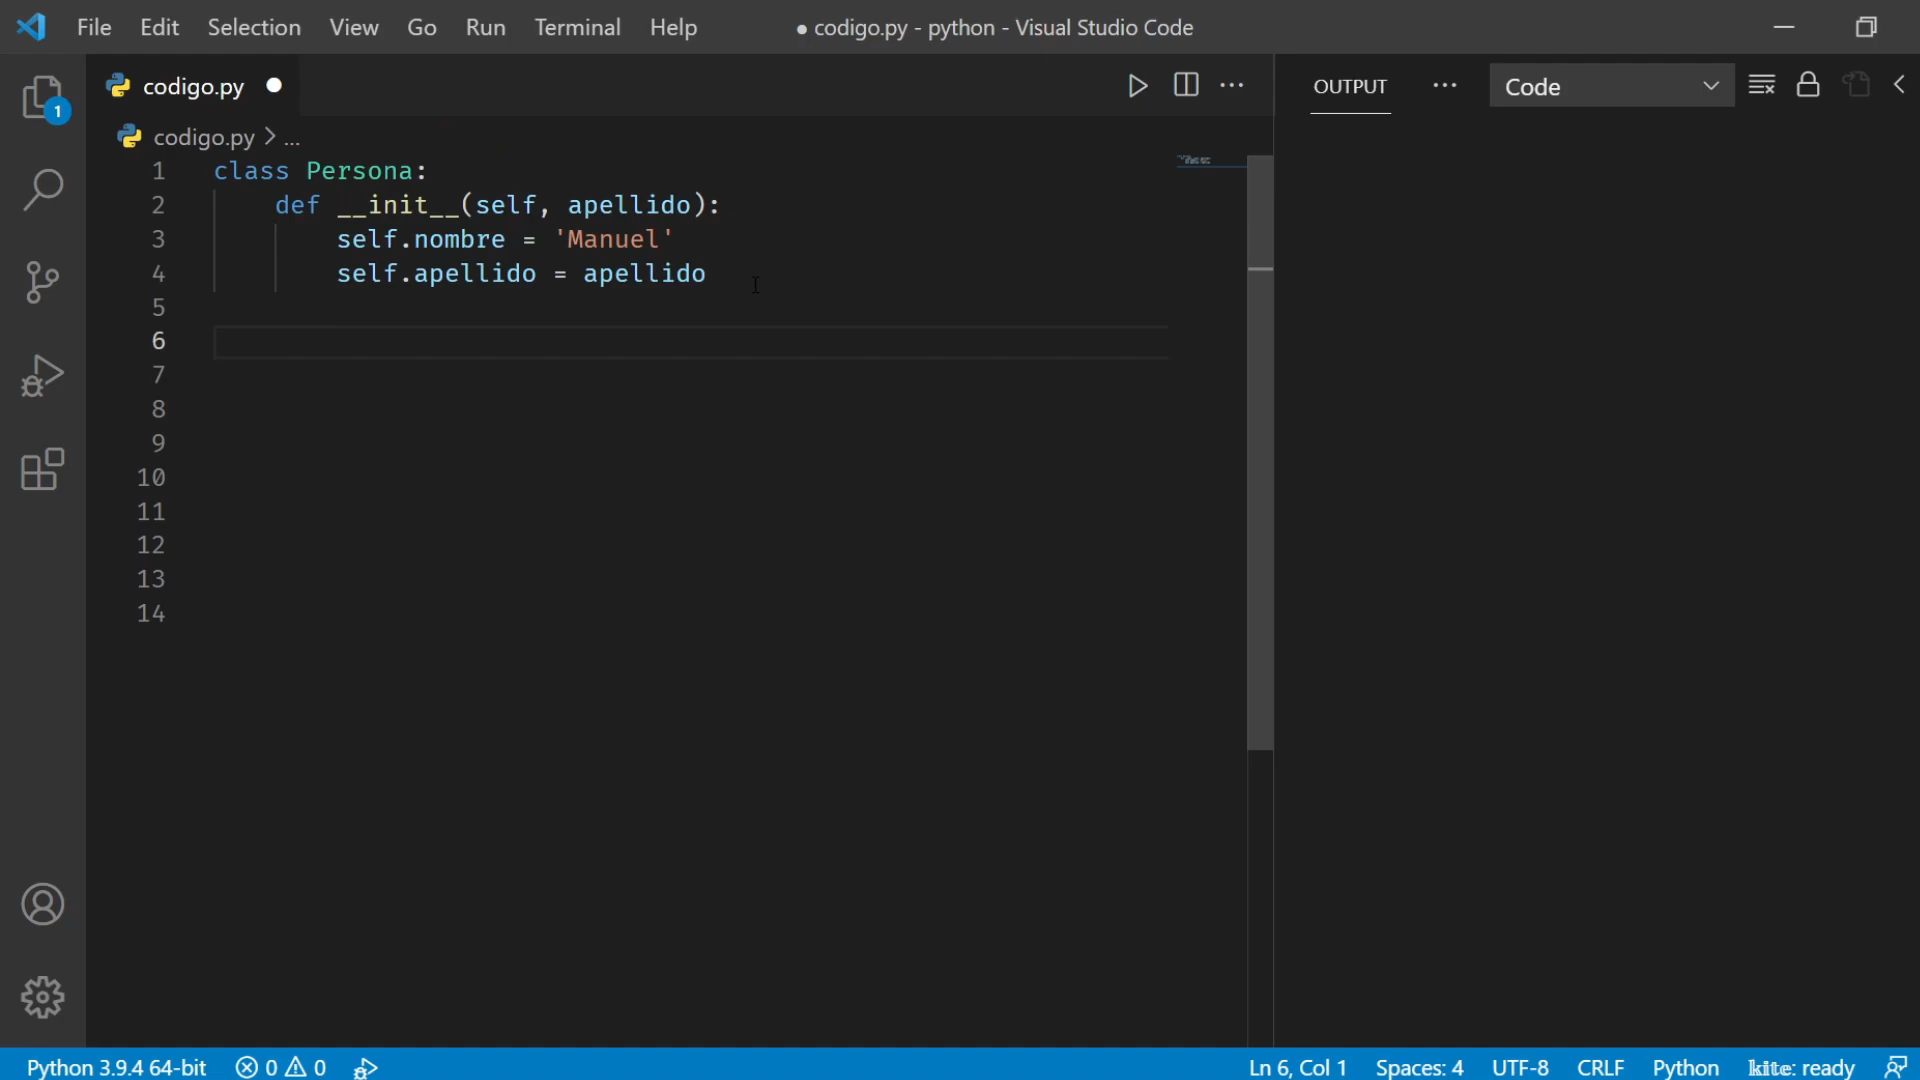 File Edit Selection View Go Run Terminal Help ● codigo.py - python - Visual Studio Code
codigo.py ●
OUTPUT ... Code
1
codigo.py > ...
1 class Persona:
2     def __init__(self, apellido):
3         self.nombre = 'Manuel'
4         self.apellido = apellido
5
6
7
8
9
10
11
12
13
14
Python 3.9.4 64-bit 0 0 Ln 6, Col 1 Spaces: 4 UTF-8 CRLF Python kite: ready